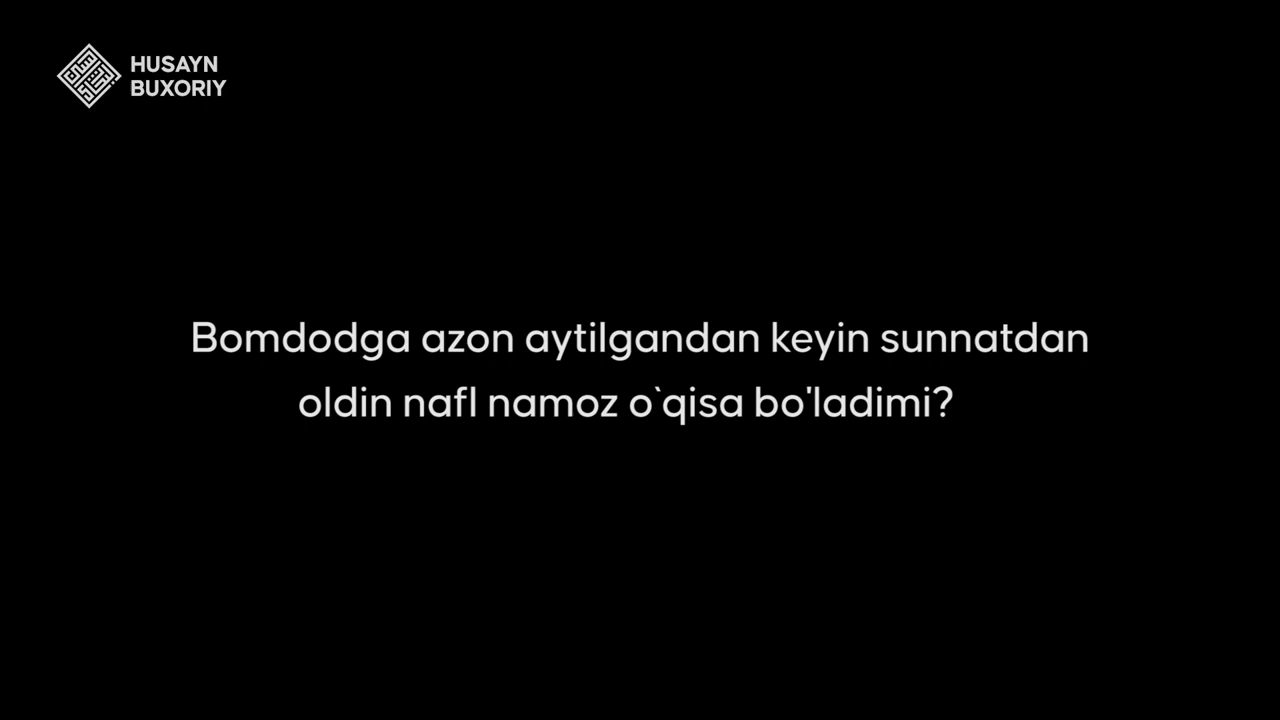 HUSAYN
BUXORIY
Bomdodga azon aytilgandan keyin sunnatdan
oldin nafl namoz o`qisa bo'ladimi?